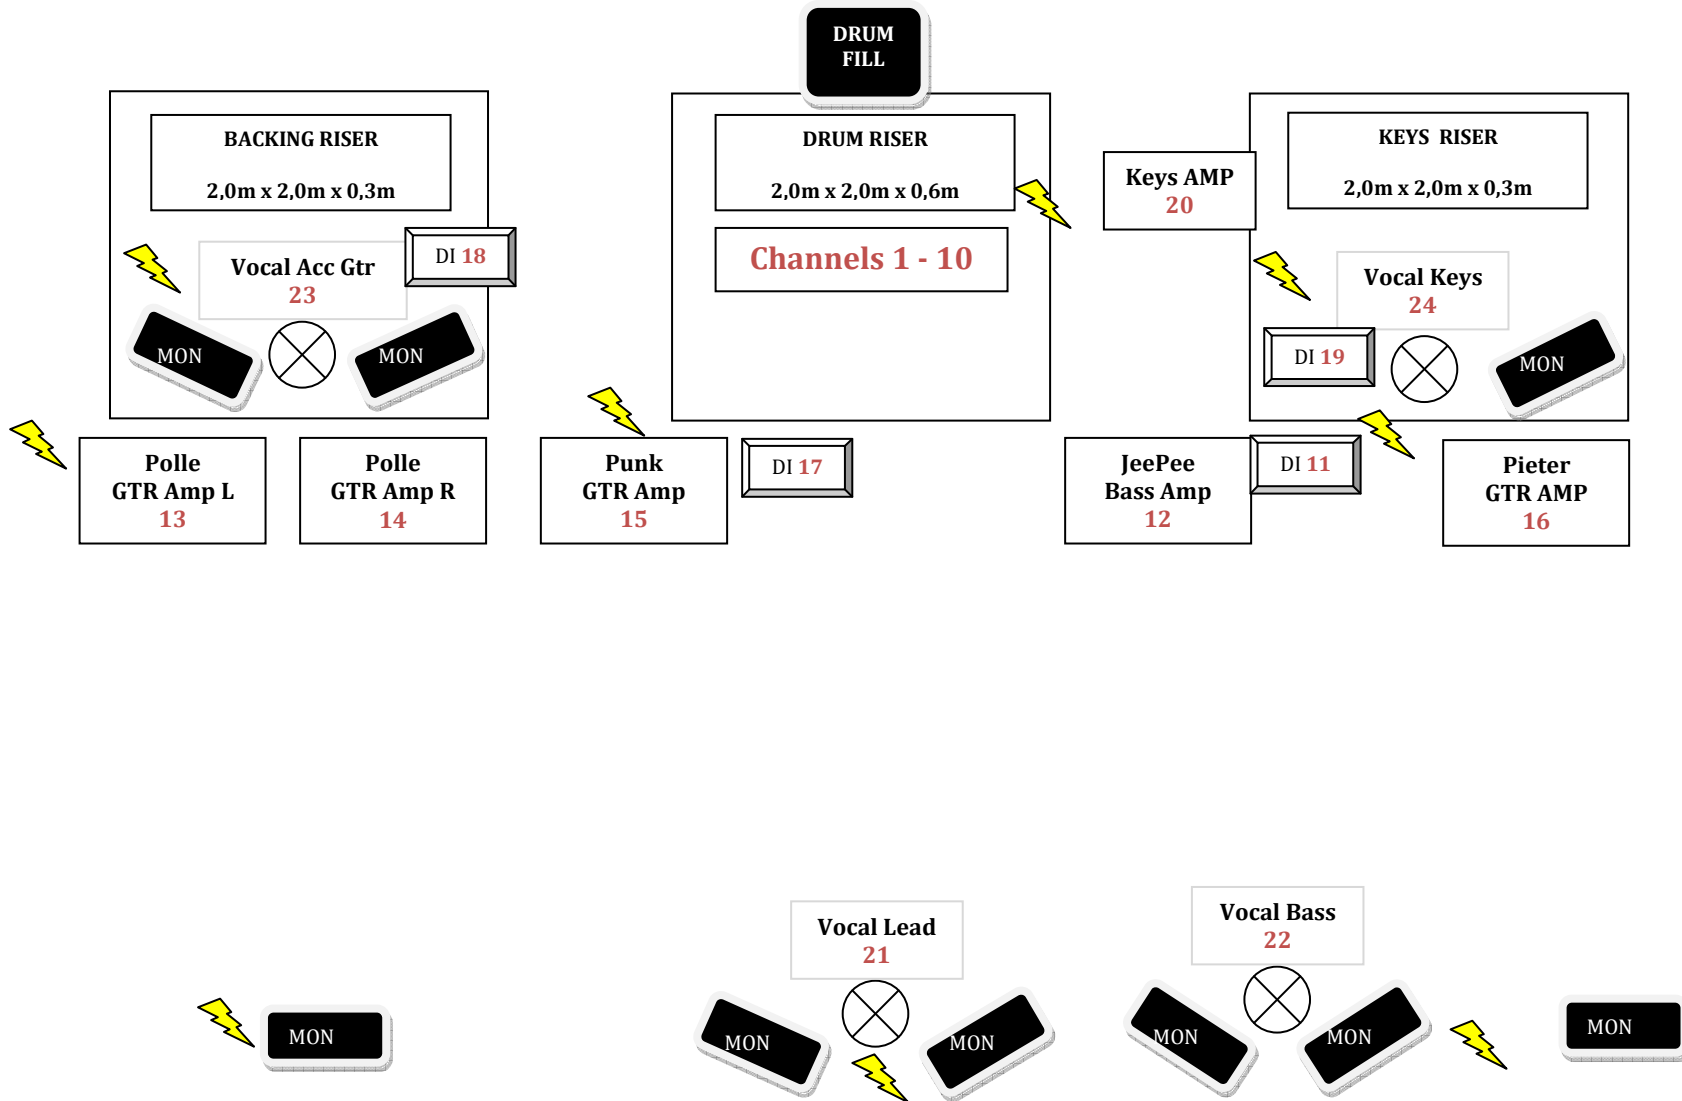 DRUM
FILL
BACKING RISER
2,0m x 2,0m x 0,3m
DRUM RISER
2,0m x 2,0m x 0,6m
KEYS RISER
2,0m x 2,0m x 0,3m
Keys AMP
20
Vocal Acc Gtr
23
DI 18
Channels 1 - 10
Vocal Keys
24
MON
MON
DI 19
MON
Polle
GTR Amp L
13
Polle
GTR Amp R
14
Punk
GTR Amp
15
DI 17
JeePee
Bass Amp
12
DI 11
Pieter
GTR AMP
16
Vocal Lead
21
Vocal Bass
22
MON
MON
MON
MON
MON
MON